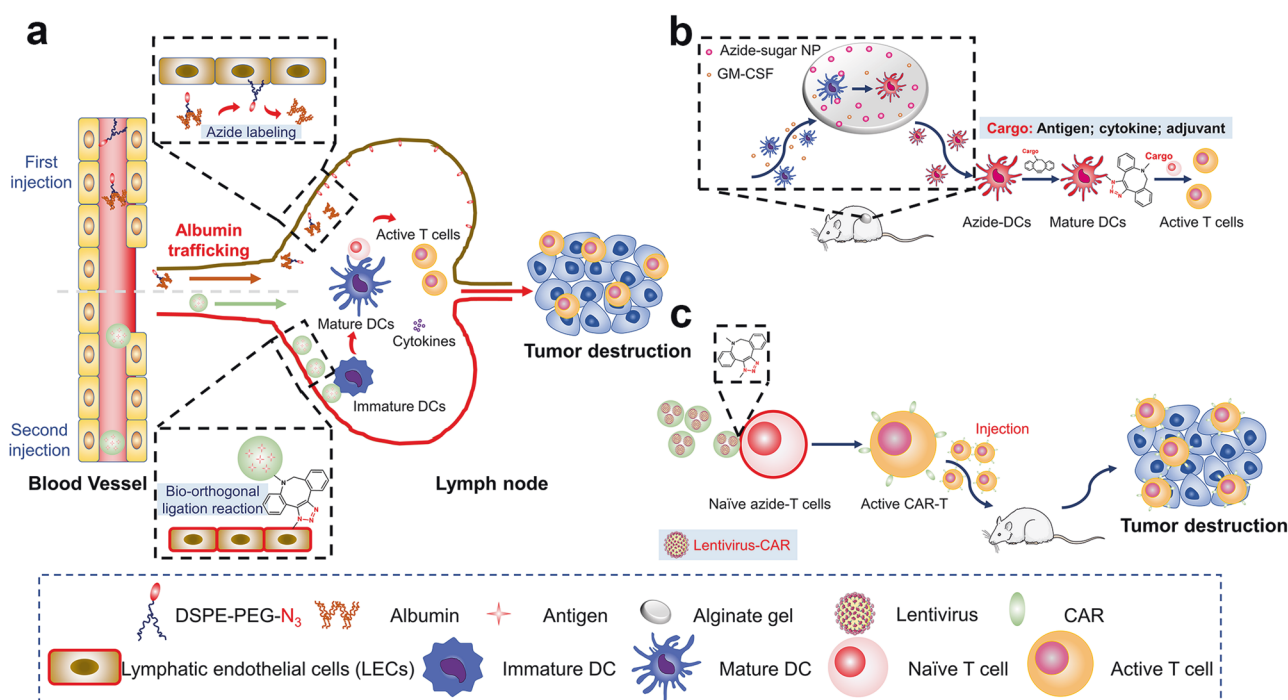 a
Azide labeling
First
injection
Albumin
trafficking
Active T cells
Mature DCs
Cytokines
Immature DCs
Second
injection
Blood Vessel
Bio-orthogonal
ligation reaction
N
N
N
N
Lymph node
Tumor destruction
b
Azide-sugar NP
GM-CSF
Cargo: Antigen; cytokine; adjuvant
Cargo
Cargo
N
N
N
N
Azide-DCs
Mature DCs
Active T cells
c
N
N
N
N
Injection
Naïve azide-T cells
Active CAR-T
Lentivirus-CAR
Tumor destruction
DSPE-PEG-N3
Albumin
Antigen
Alginate gel
Lentivirus
CAR
Lymphatic endothelial cells (LECs)
Immature DC
Mature DC
Naïve T cell
Active T cell